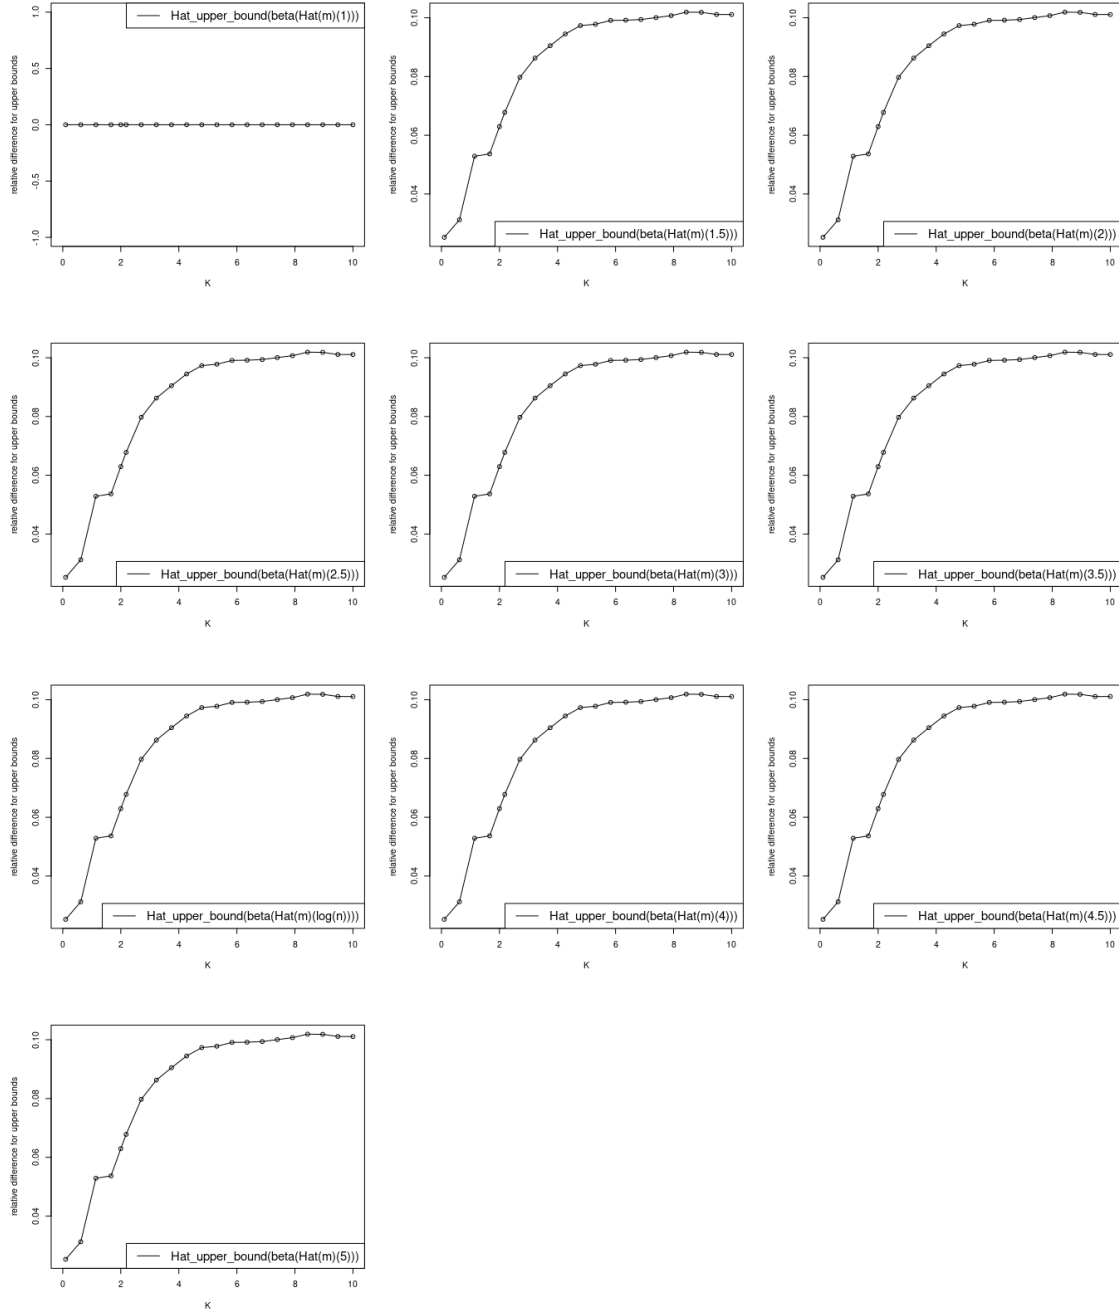 Hat_upper_bound(beta(Hat(m)(1)))
relative difference for upper bounds
-1.0 -0.5 0.0 0.5 1.0
0 2 4 6 8 10
K
Hat_upper_bound(beta(Hat(m)(1.5)))
relative difference for upper bounds
0.04 0.06 0.08 0.10
0 2 4 6 8 10
K
Hat_upper_bound(beta(Hat(m)(2)))
relative difference for upper bounds
0.04 0.06 0.08 0.10
0 2 4 6 8 10
K
Hat_upper_bound(beta(Hat(m)(2.5)))
relative difference for upper bounds
0.04 0.06 0.08 0.10
0 2 4 6 8 10
K
Hat_upper_bound(beta(Hat(m)(3)))
relative difference for upper bounds
0.04 0.06 0.08 0.10
0 2 4 6 8 10
K
Hat_upper_bound(beta(Hat(m)(3.5)))
relative difference for upper bounds
0.04 0.06 0.08 0.10
0 2 4 6 8 10
K
Hat_upper_bound(beta(Hat(m)(log(n))))
relative difference for upper bounds
0.04 0.06 0.08 0.10
0 2 4 6 8 10
K
Hat_upper_bound(beta(Hat(m)(4)))
relative difference for upper bounds
0.04 0.06 0.08 0.10
0 2 4 6 8 10
K
Hat_upper_bound(beta(Hat(m)(4.5)))
relative difference for upper bounds
0.04 0.06 0.08 0.10
0 2 4 6 8 10
K
Hat_upper_bound(beta(Hat(m)(5)))
relative difference for upper bounds
0.04 0.06 0.08 0.10
0 2 4 6 8 10
K